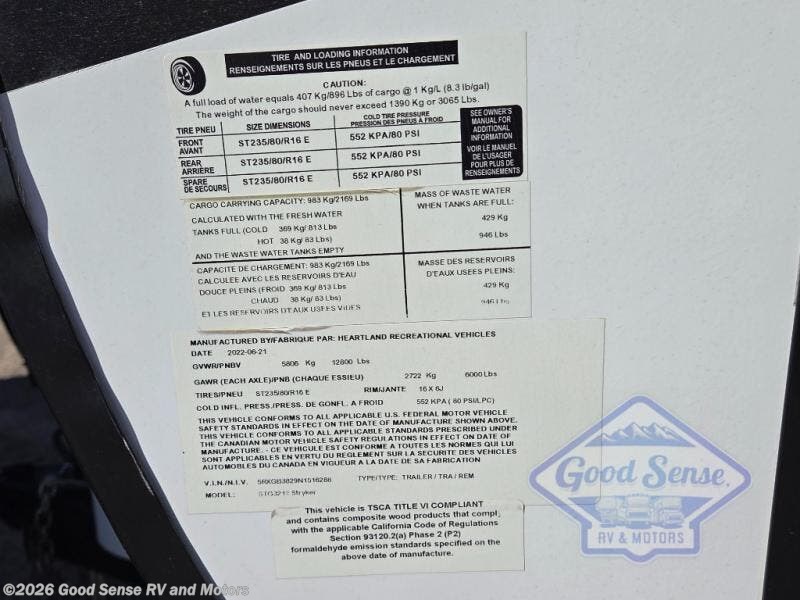 TIRE AND LOADING INFORMATION
RENSEIGNEMENTS SUR LES PNEUS ET LE CHARGEMENT
CAUTION:
A full load of water equals 407 Kg/896 Lbs of cargo @ 1 Kg/L (8.3 lb/gal)
The weight of the cargo should never exceed 1390 Kg or 3065 Lbs.
TIRE PNEU SIZE DIMENSIONS COLD TIRE PRESSURE
PRESSION DES PNEUS A FROID
FRONT
AVANT ST235/80/R16 E 552 KPA/80 PSI
REAR
ARRIERE ST235/80/R16 E 552 KPA/80 PSI
SPARE
DE SECOURS ST235/80/R16 E 552 KPA/80 PSI
SEE OWNER'S
MANUAL FOR
ADDITIONAL
INFORMATION
VOIR LE MANUEL
DE L'USAGER
POUR PLUS DE
RENSEIGNEMENTS
CARGO CARRYING CAPACITY: 983 Kg/2169 Lbs
CALCULATED WITH THE FRESH WATER
TANKS FULL (COLD 369 Kg/ 813 Lbs
HOT 38 Kg/ 83 Lbs)
AND THE WASTE WATER TANKS EMPTY
MASS OF WASTE WATER
WHEN TANKS ARE FULL:
429 Kg
946 Lbs
CAPACITE DE CHARGEMENT: 983 Kg/2169 Lbs
CALCULEE AVEC LES RESERVOIRS D'EAU
DOUCE PLEINS (FROID 369 Kg/ 813 Lbs
CHAUD 38 Kg/ 83 Lbs)
ET LES RESERVOIRS D'EAUX USEES VIDES
MASSE DES RESERVOIRS
D'EAUX USEES PLEINS:
429 Kg
946 Lbs
MANUFACTURED BY/FABRIQUE PAR: HEARTLAND RECREATIONAL VEHICLES
DATE 2022-06-21
GVWR/PNBV 5806 Kg 12800 Lbs
GAWR (EACH AXLE)/PNB (CHAQUE ESSIEU) 2722 Kg 6000 Lbs
TIRES/PNEU ST235/80/R16 E RIM/JANTE 16 X 6J
COLD INFL. PRESS./PRESS. DE GONFL. A FROID 552 KPA ( 80 PSI/LPC)
THIS VEHICLE CONFORMS TO ALL APPLICABLE U.S. FEDERAL MOTOR VEHICLE
SAFETY STANDARDS IN EFFECT ON THE DATE OF MANUFACTURE SHOWN ABOVE.
THIS VEHICLE CONFORMS TO ALL APPLICABLE STANDARDS PRESCRIBED UNDER
THE CANADIAN MOTOR VEHICLE SAFETY REGULATIONS IN EFFECT ON DATE OF
MANUFACTURE. - CE VEHICULE EST CONFORME A TOUTES LES NORMES QUI LUI
SONT APPLICABLES EN VERTU DU REGLEMENT SUR LA SECURITE DES VEHICULES
AUTOMOBILES DU CANADA EN VIGUEUR A LA DATE DE SA FABRICATION
V.I.N./N.I.V. TYPE/TYPE: TRAILER / TRA / REM
MODEL: Stryker
This vehicle is TSCA TITLE VI COMPLIANT
and contains composite wood products that comply
with the applicable California Code of Regulations
Section 93120.2(a) Phase 2 (P2)
formaldehyde emission standards specified on the
above date of manufacture.
Good Sense
RV & MOTORS
©2026 Good Sense RV and Motors